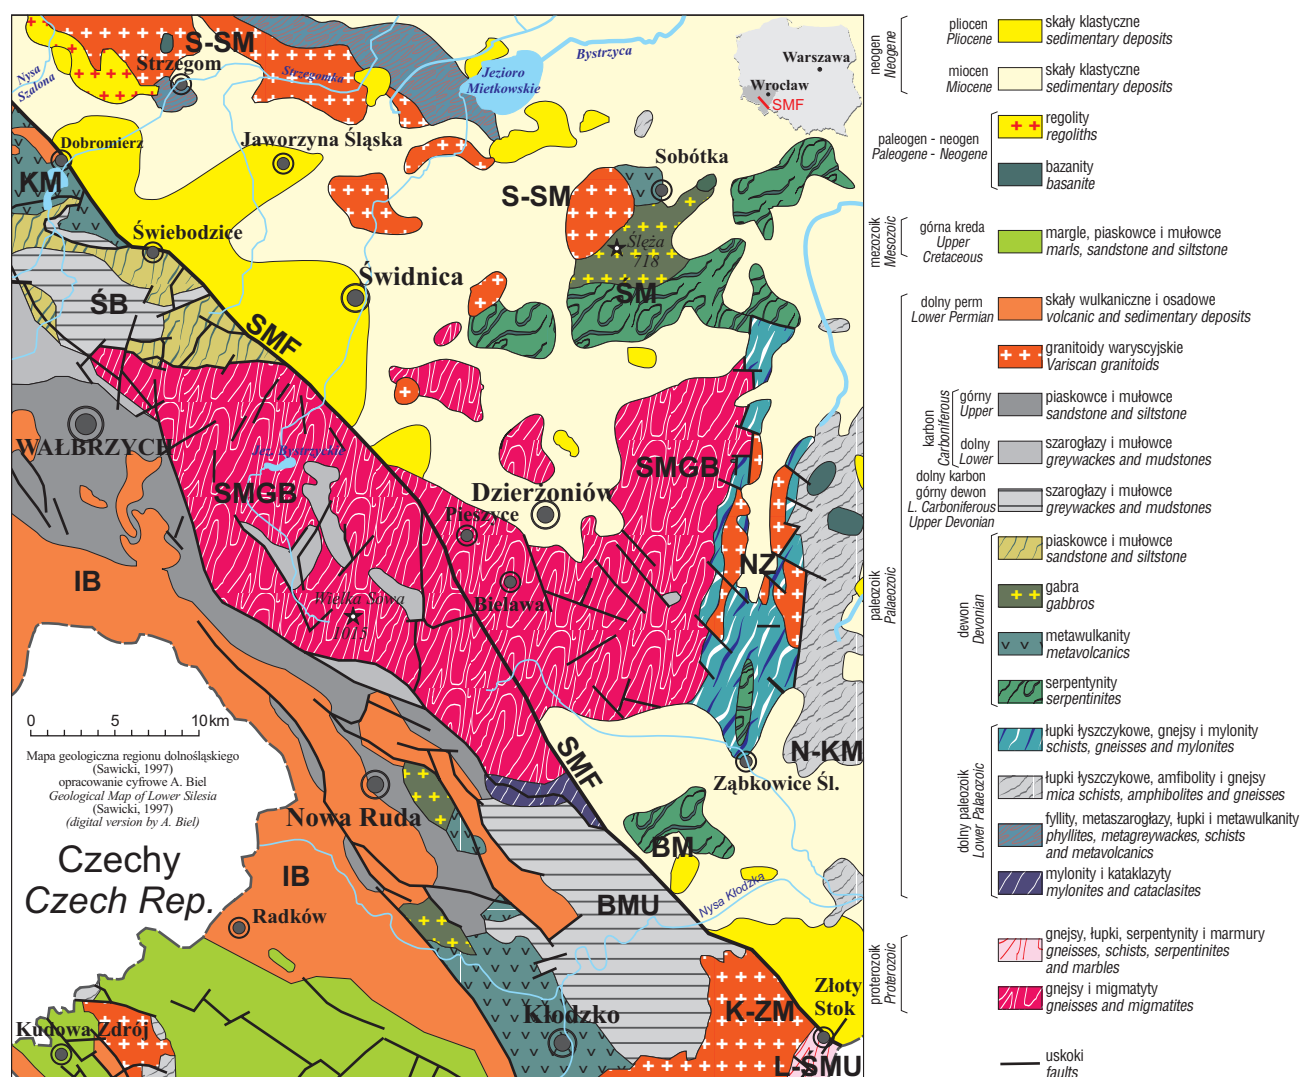 S-SM
Strzegom
Nysa
Szalona
Strzegomka
Jezioro
Mietkowskie
Bystrzyca
Warszawa
Wrocław
SMF
Dobromierz
KM
Jaworzyna Śląska
Sobótka
S-SM
Świebodzice
Ślęża
718
Świdnica
SM
ŚB
SMF
WAŁBRZYCH
Jez. Bystrzyckie
SMGB
SMGB
Dzierżoniów
Pieszyce
NZ
IB
Wielka Sowa
1015
Bielawa
0
5
10 km
Mapa geologiczna regionu dolnośląskiego
(Sawicki, 1997)
opracowanie cyfrowe A. Biel
Geological Map of Lower Silesia
(Sawicki, 1997)
(digital version by A. Biel)
SMF
N-KM
Ząbkowice Śl.
Nowa Ruda
Czechy
Czech Rep.
BM
IB
BMU
Nysa Kłodzka
Radków
Złoty
Stok
K-ZM
Kłodzko
Kudowa Zdrój
L-SMU
neogen
Neogene
pliocen
Pliocene
skały klastyczne
sedimentary deposits
miocen
Miocene
skały klastyczne
sedimentary deposits
paleogen - neogen
Paleogene - Neogene
regolity
regoliths
bazanity
basanite
mezozoik
Mesozoic
górna kreda
Upper
Cretaceous
margle, piaskowce i mułowce
marls, sandstone and siltstone
paleozoik
Palaeozoic
dolny perm
Lower Permian
skały wulkaniczne i osadowe
volcanic and sedimentary deposits
granitoidy waryscyjskie
Variscan granitoids
karbon
Carboniferous
górny
Upper
piaskowce i mułowce
sandstone and siltstone
dolny
Lower
szarogłazy i mułowce
greywackes and mudstones
dolny karbon
górny dewon
L. Carboniferous
Upper Devonian
szarogłazy i mułowce
greywackes and mudstones
dewon
Devonian
piaskowce i mułowce
sandstone and siltstone
gabra
gabbros
metawulkanity
metavolcanics
serpentynity
serpentinites
dolny paleozoik
Lower Palaeozoic
łupki łyszczykowe, gnejsy i mylonity
schists, gneisses and mylonites
łupki łyszczykowe, amfibolity i gnejsy
mica schists, amphibolites and gneisses
fyllity, metaszarogłazy, łupki i metawulkanity
phyllites, metagreywackes, schists
and metavolcanics
mylonity i kataklazyty
mylonites and cataclasites
proterozoik
Proterozoic
gnejsy, łupki, serpentynity i marmury
gneisses, schists, serpentinites
and marbles
gnejsy i migmatyty
gneisses and migmatites
uskoki
faults